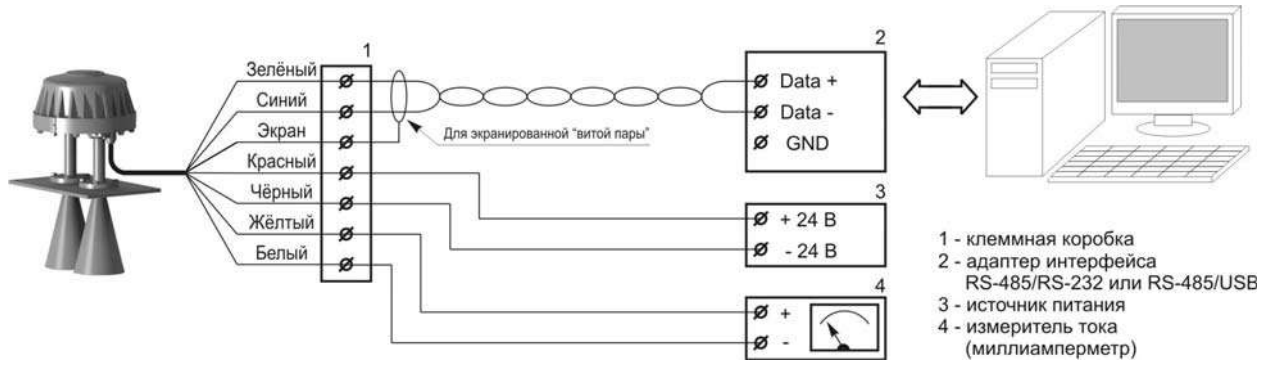 1
Зелёный
Синий
Экран
Красный
Чёрный
Жёлтый
Белый
Для экранированной "витой пары"
2
Data +
Data -
GND
3
+ 24 В
- 24 В
4
+
-
1 - клеммная коробка
2 - адаптер интерфейса
RS-485/RS-232 или RS-485/USB
3 - источник питания
4 - измеритель тока
(миллиамперметр)